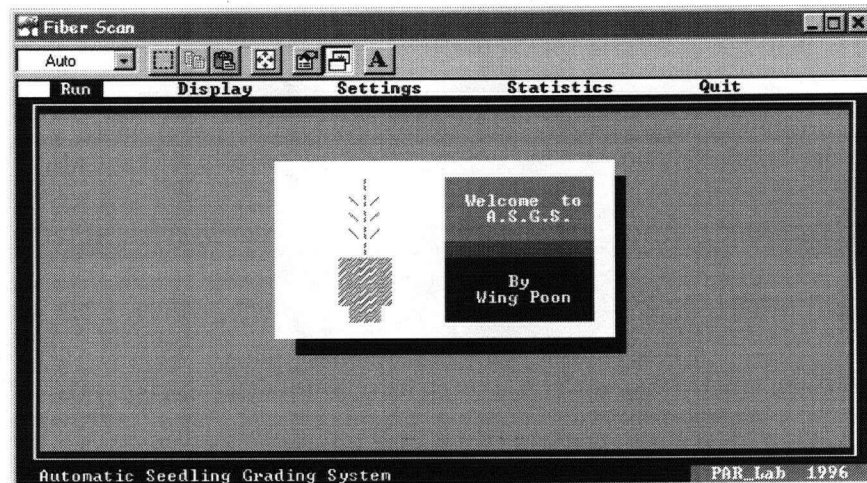 Fiber Scan
Auto A
Run Display Settings Statistics Quit
Welcome to
A.S.G.S.
By
Wing Poon
Automatic Seedling Grading System PAR_Lab 1996